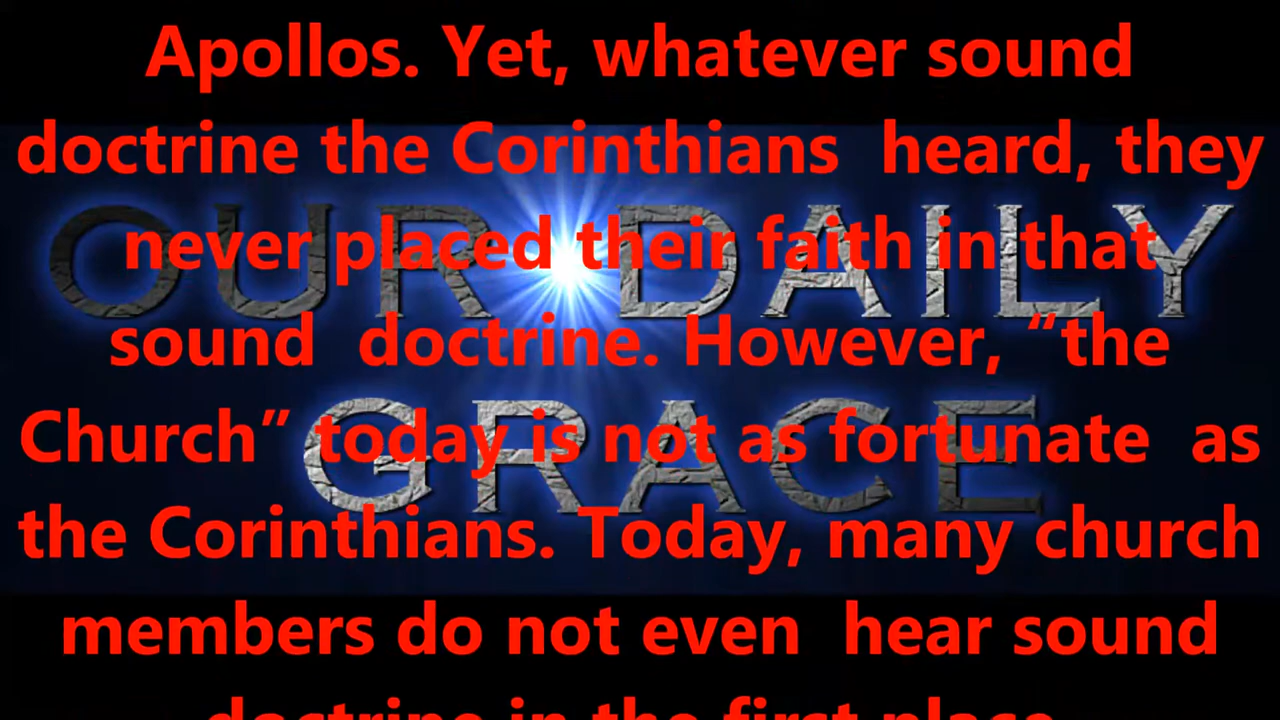 Apollos. Yet, whatever sound
doctrine the Corinthians heard, they
never placed their faith in that
sound doctrine. However, “the
Church” today is not as fortunate as
the Corinthians. Today, many church
members do not even hear sound
doctrine in the first place
OUR DAILY
GRACE